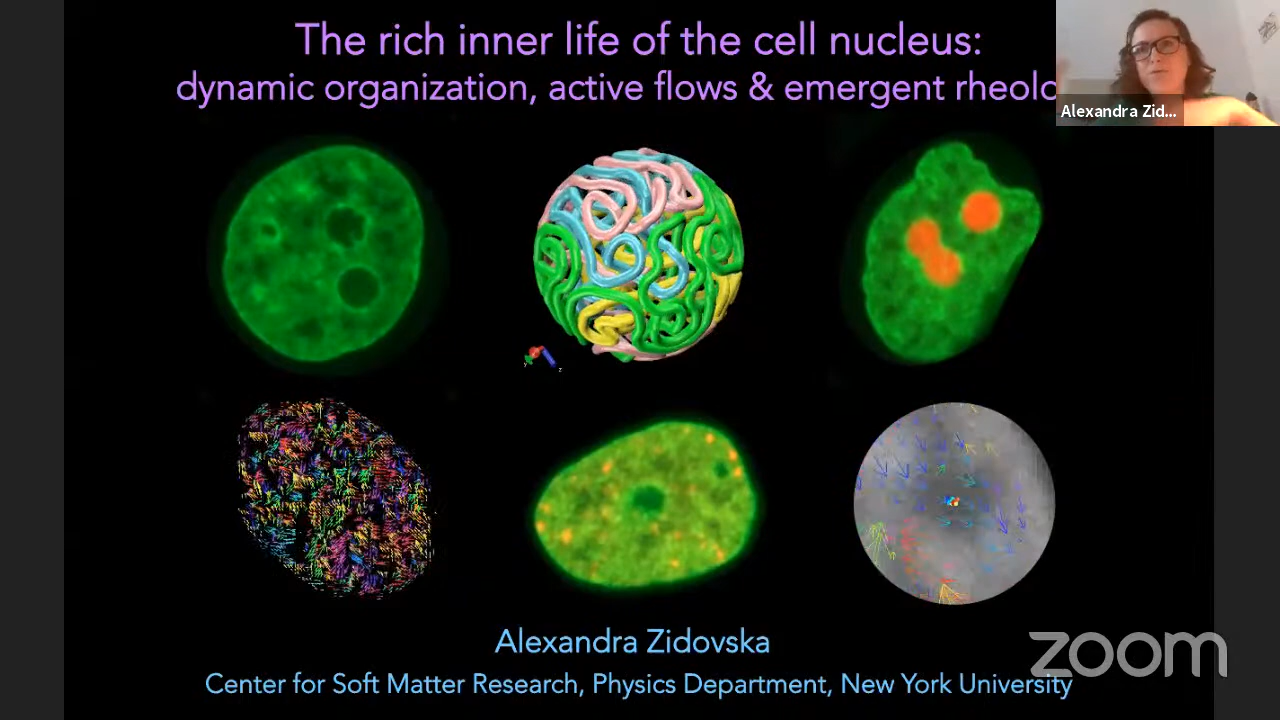 The rich inner life of the cell nucleus:
dynamic organization, active flows & emergent rheolo
Alexandra Zid...
Alexandra Zidovska
Center for Soft Matter Research, Physics Department, New York University
zoom